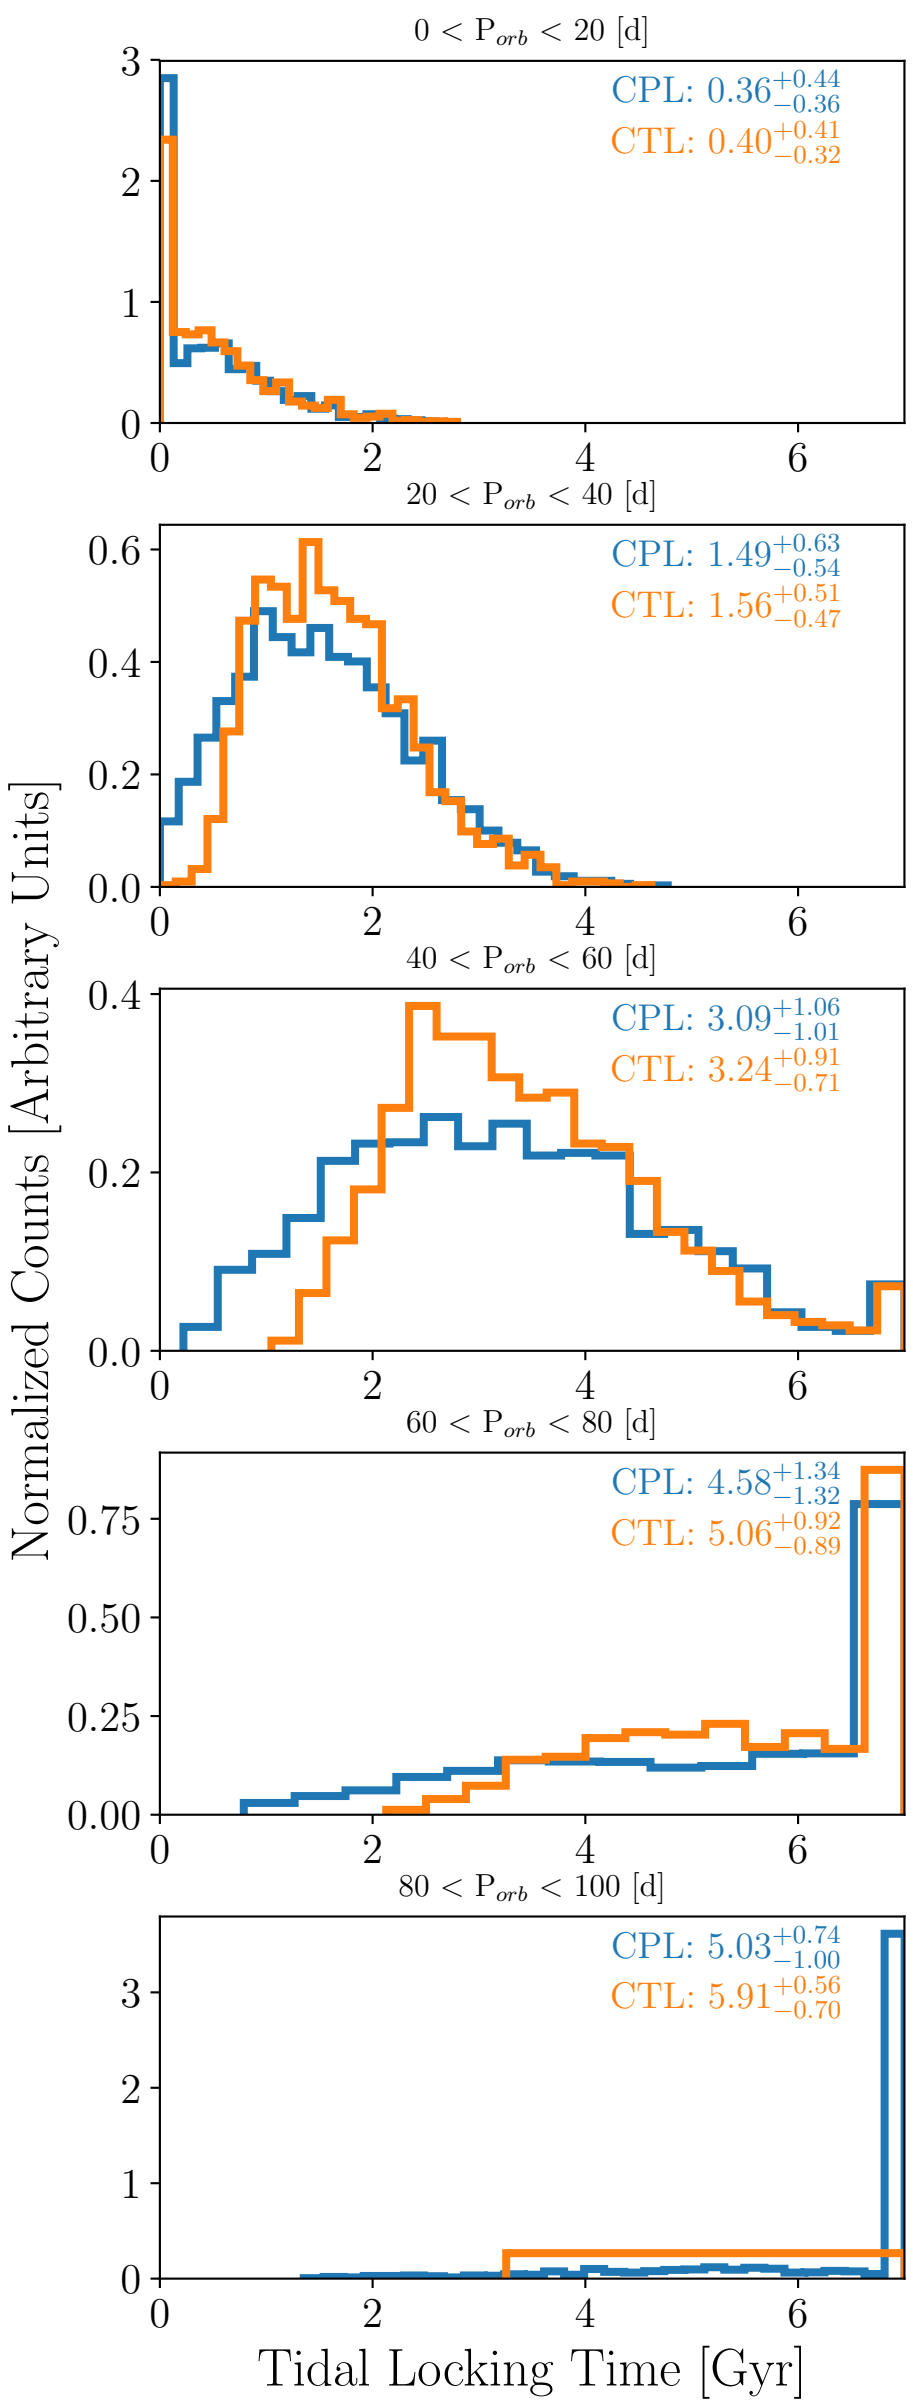 0 < P_orb < 20 [d]
CPL: 0.36^{+0.44}_{−0.36}
CTL: 0.40^{+0.41}_{−0.32}
3
2
1
0
0 2 4 6
20 < P_orb < 40 [d]
CPL: 1.49^{+0.63}_{−0.54}
CTL: 1.56^{+0.51}_{−0.47}
0.6
0.4
0.2
0.0
0 2 4 6
40 < P_orb < 60 [d]
CPL: 3.09^{+1.06}_{−1.01}
CTL: 3.24^{+0.91}_{−0.71}
0.4
0.2
0.0
0 2 4 6
60 < P_orb < 80 [d]
CPL: 4.58^{+1.34}_{−1.32}
CTL: 5.06^{+0.92}_{−0.89}
0.75
0.50
0.25
0.00
0 2 4 6
80 < P_orb < 100 [d]
CPL: 5.03^{+0.74}_{−1.00}
CTL: 5.91^{+0.56}_{−0.70}
3
2
1
0
0 2 4 6
Tidal Locking Time [Gyr]
Normalized Counts [Arbitrary Units]